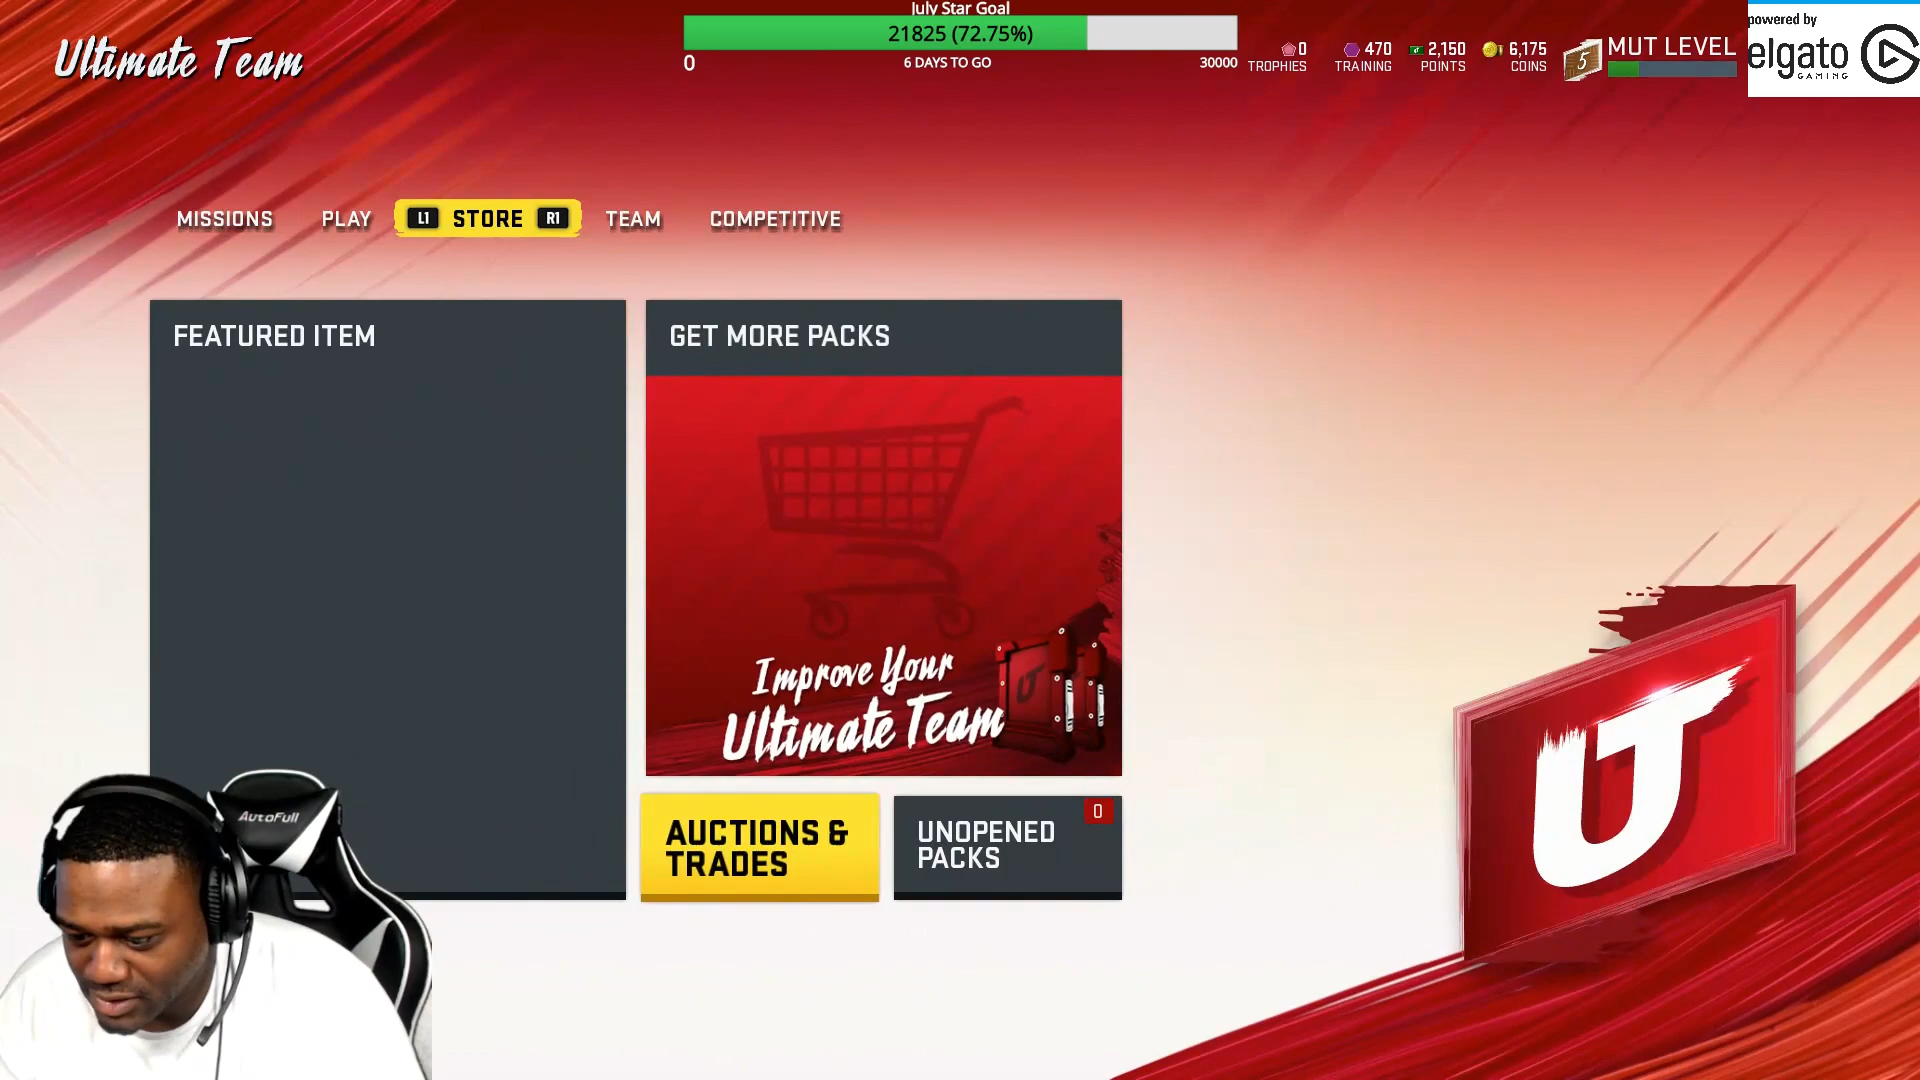 July Star Goal
21825 (72.75%)
0
6 DAYS TO GO
30000
Ultimate Team
0
TROPHIES
470
TRAINING
2,150
POINTS
6,175
COINS
5
MUT LEVEL
powered by
elgato
GAMING
MISSIONS
PLAY
L1
STORE
R1
TEAM
COMPETITIVE
FEATURED ITEM
GET MORE PACKS
Improve Your
Ultimate Team
UT
AUCTIONS &
TRADES
UNOPENED
PACKS
0
UT
AutoFull